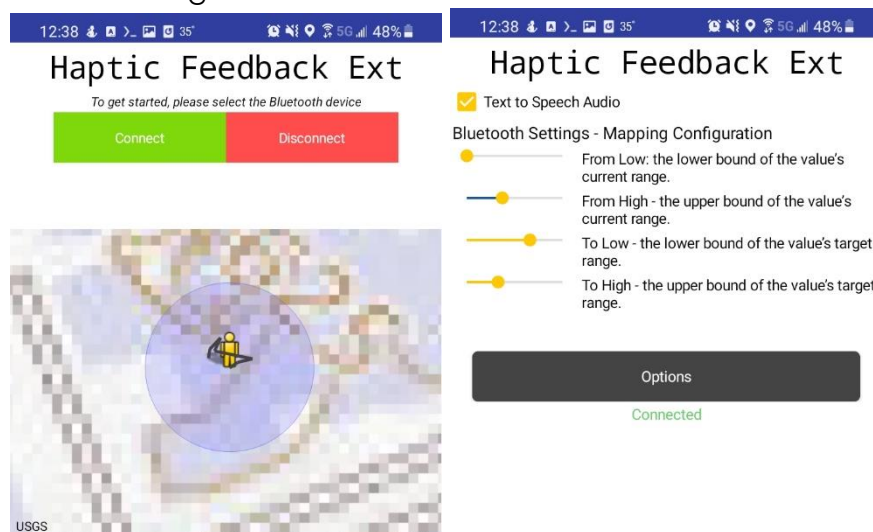 12:38 35° 5G 48%
Haptic Feedback Ext
To get started, please select the Bluetooth device
Connect Disconnect
USGS
12:38 35° 5G 48%
Haptic Feedback Ext
Text to Speech Audio
Bluetooth Settings - Mapping Configuration
From Low: the lower bound of the value's
current range.
From High - the upper bound of the value's
current range.
To Low - the lower bound of the value's target
range.
To High - the upper bound of the value's target
range.
Options
Connected